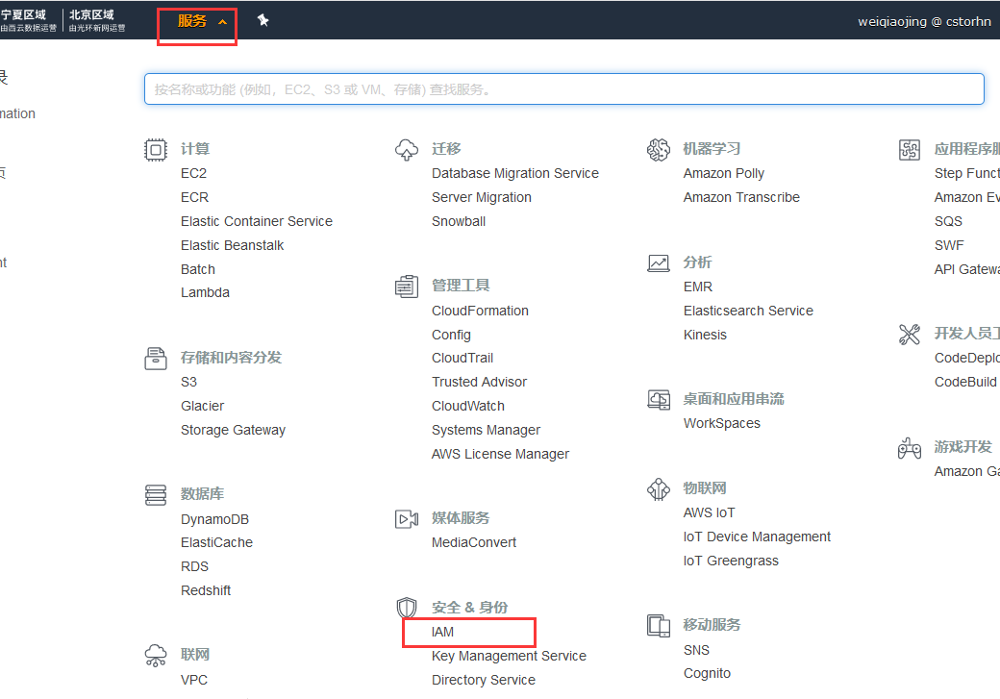 宁夏区域
由西云数据运营
北京区域
由光环新网运营
服务
weiqiaojing @ cstorhn
录
mation
页
nt
按名称或功能 (例如，EC2、S3 或 VM、存储) 查找服务。
计算
EC2
ECR
Elastic Container Service
Elastic Beanstalk
Batch
Lambda
存储和内容分发
S3
Glacier
Storage Gateway
数据库
DynamoDB
ElastiCache
RDS
Redshift
联网
VPC
迁移
Database Migration Service
Server Migration
Snowball
管理工具
CloudFormation
Config
CloudTrail
Trusted Advisor
CloudWatch
Systems Manager
AWS License Manager
媒体服务
MediaConvert
安全 & 身份
IAM
Key Management Service
Directory Service
机器学习
Amazon Polly
Amazon Transcribe
分析
EMR
Elasticsearch Service
Kinesis
桌面和应用串流
WorkSpaces
物联网
AWS IoT
IoT Device Management
IoT Greengrass
移动服务
SNS
Cognito
应用程序服
Step Funct
Amazon Ev
SQS
SWF
API Gatewa
开发人员工
CodeDeplo
CodeBuild
游戏开发
Amazon Ga